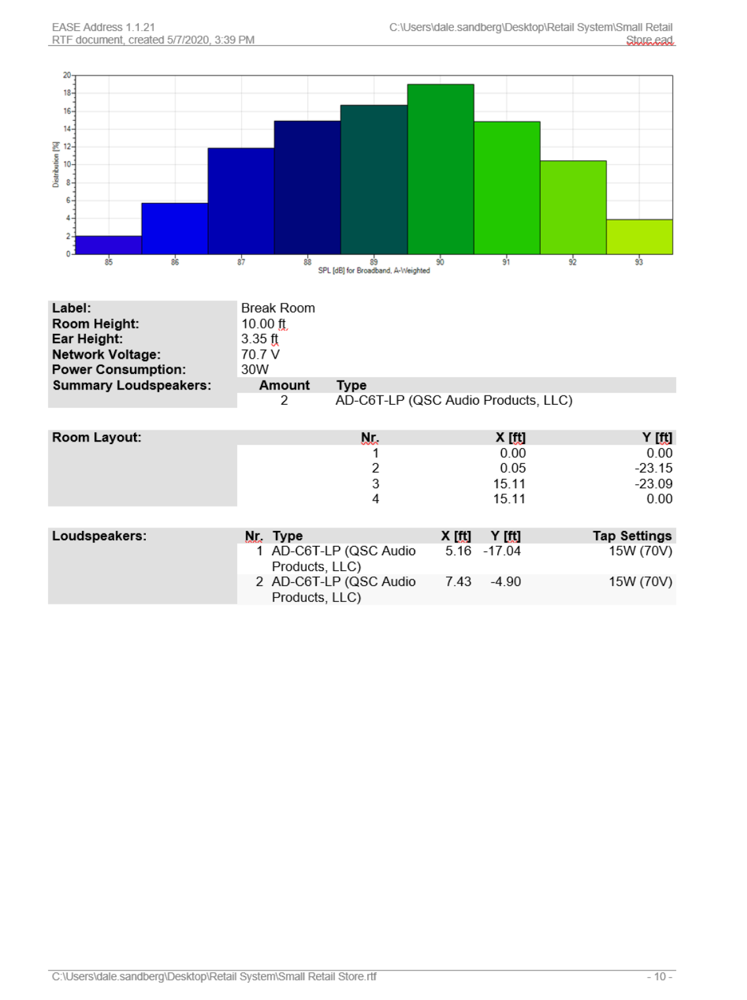 EASE Address 1.1.21
C:\Users\dale.sandberg\Desktop\Retail System\Small Retail
RTF document, created 5/7/2020, 3:39 PM
Store.ead
20
18
16
14
12
10
8
6
4
2
0
Distribution [%]
85 86 87 88 89 90 91 92 93
SPL [dB] for Broadband, A-Weighted
Label: Break Room
Room Height: 10.00 ft
Ear Height: 3.35 ft
Network Voltage: 70.7 V
Power Consumption: 30W
Summary Loudspeakers: Amount Type
2 AD-C6T-LP (QSC Audio Products, LLC)
Room Layout: Nr. X [ft] Y [ft]
1 0.00 0.00
2 0.05 -23.15
3 15.11 -23.09
4 15.11 0.00
Loudspeakers: Nr. Type X [ft] Y [ft] Tap Settings
1 AD-C6T-LP (QSC Audio 5.16 -17.04 15W (70V)
Products, LLC)
2 AD-C6T-LP (QSC Audio 7.43 -4.90 15W (70V)
Products, LLC)
C:\Users\dale.sandberg\Desktop\Retail System\Small Retail Store.rtf
- 10 -